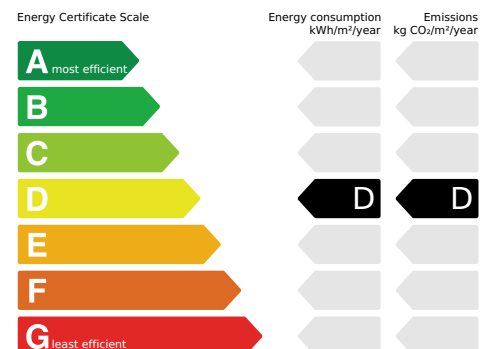 Energy Certificate Scale
Energy consumption
kWh/m²/year
Emissions
kg CO₂/m²/year
A most efficient
B
C
D D D
E
F
G least efficient